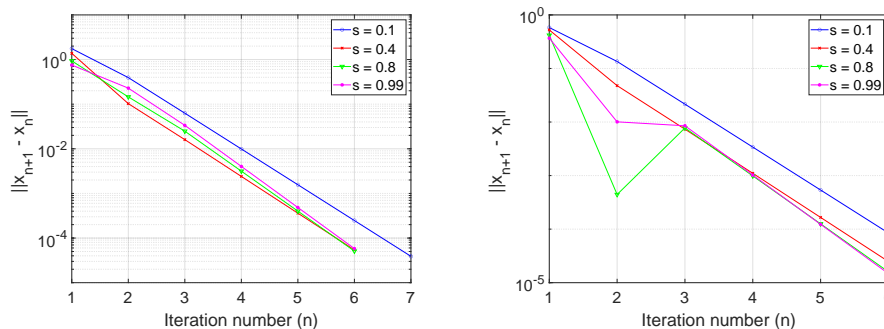 10^0
10^-2
10^-4
||x_{n+1} - x_n||
1 2 3 4 5 6 7
Iteration number (n)
s = 0.1
s = 0.4
s = 0.8
s = 0.99
10^0
10^-5
||x_{n+1} - x_n||
1 2 3 4 5
Iteration number (n)
s = 0.1
s = 0.4
s = 0.8
s = 0.99